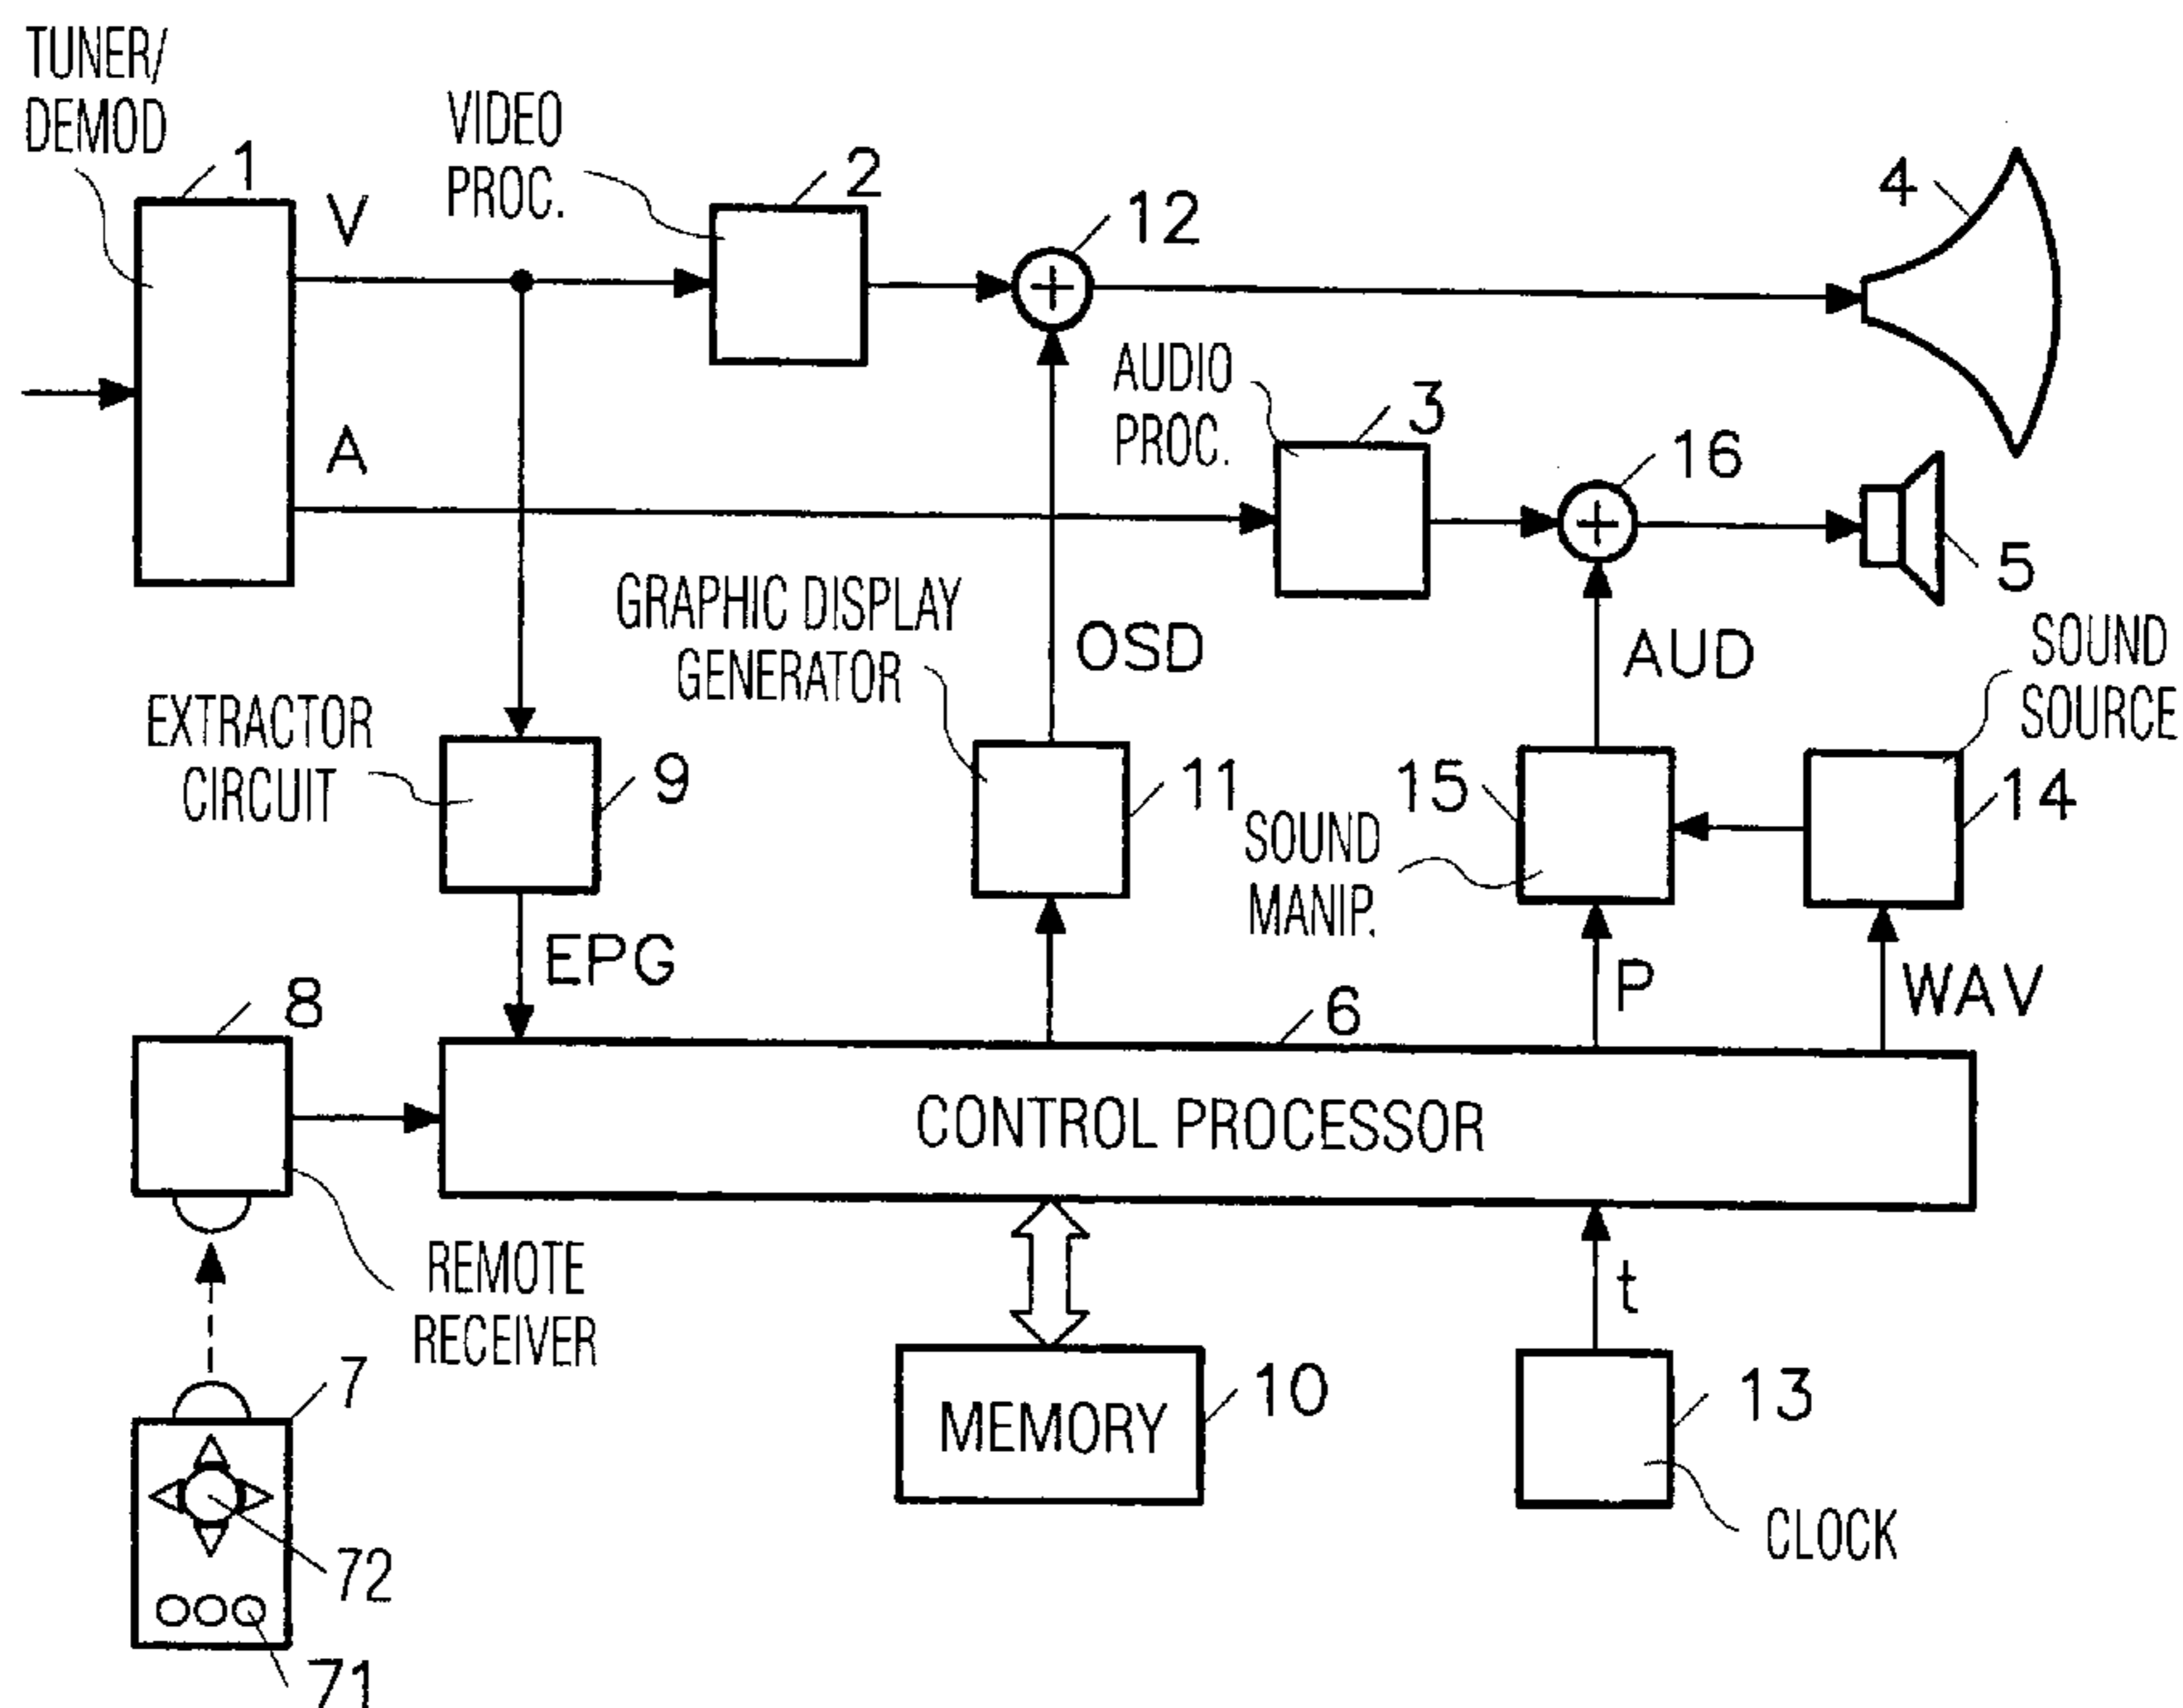 TUNER/
DEMOD
1
V
VIDEO
PROC.
2
12
4
A
AUDIO
PROC.
3
16
5
GRAPHIC DISPLAY
GENERATOR
OSD
AUD
SOUND
SOURCE
EXTRACTOR
CIRCUIT
9
11
SOUND
MANIP.
15
14
EPG
P
WAV
8
6
CONTROL PROCESSOR
REMOTE
RECEIVER
t
7
MEMORY
10
13
CLOCK
72
71